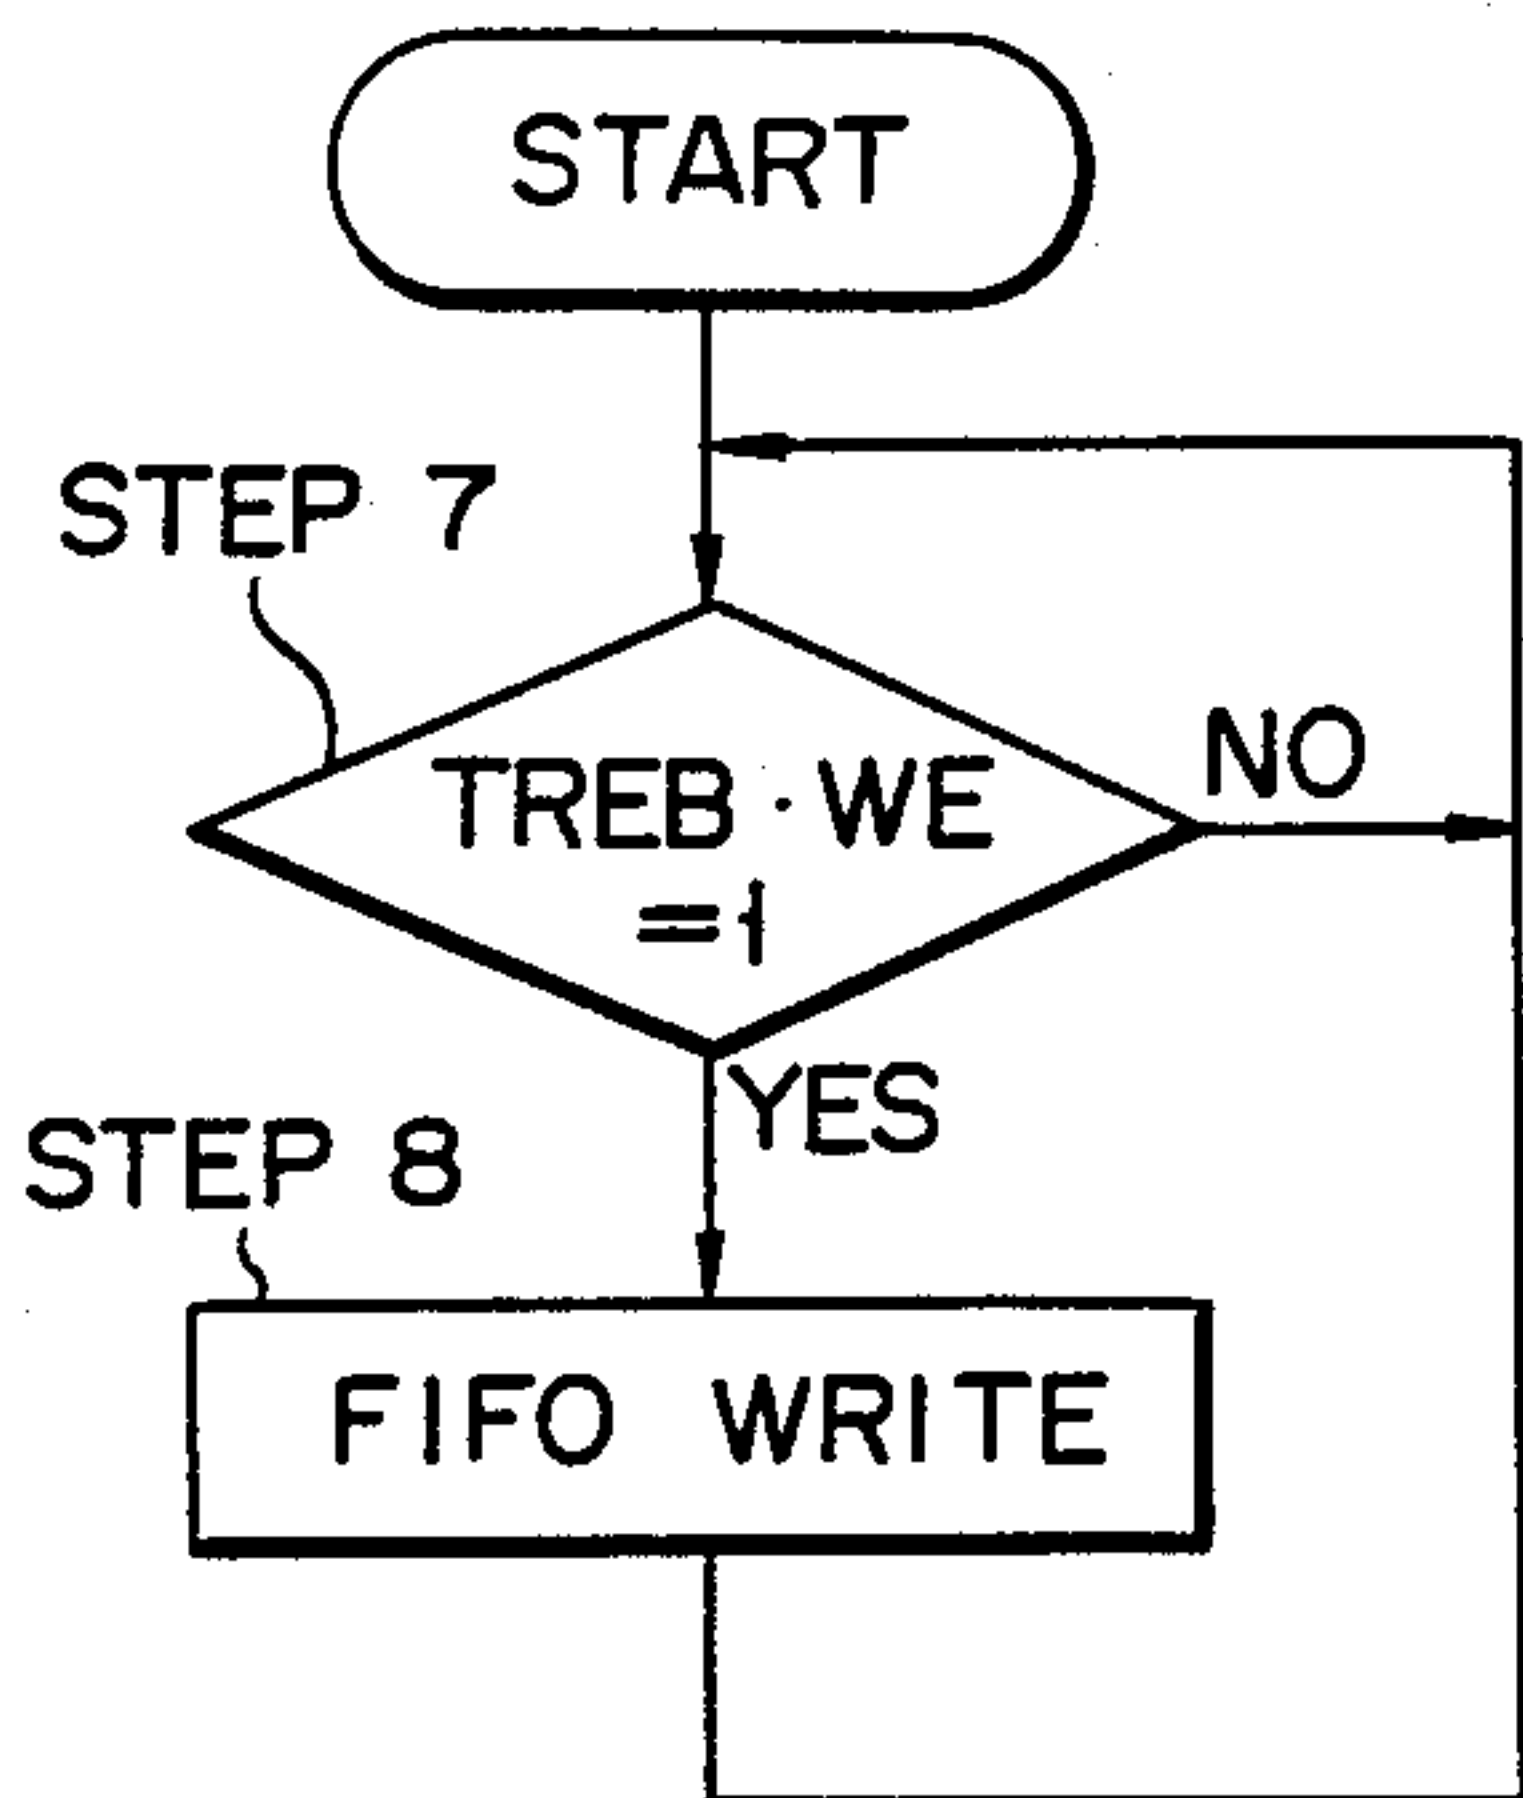 START
STEP 7
TREB·WE
=1
NO
YES
STEP 8
FIFO WRITE